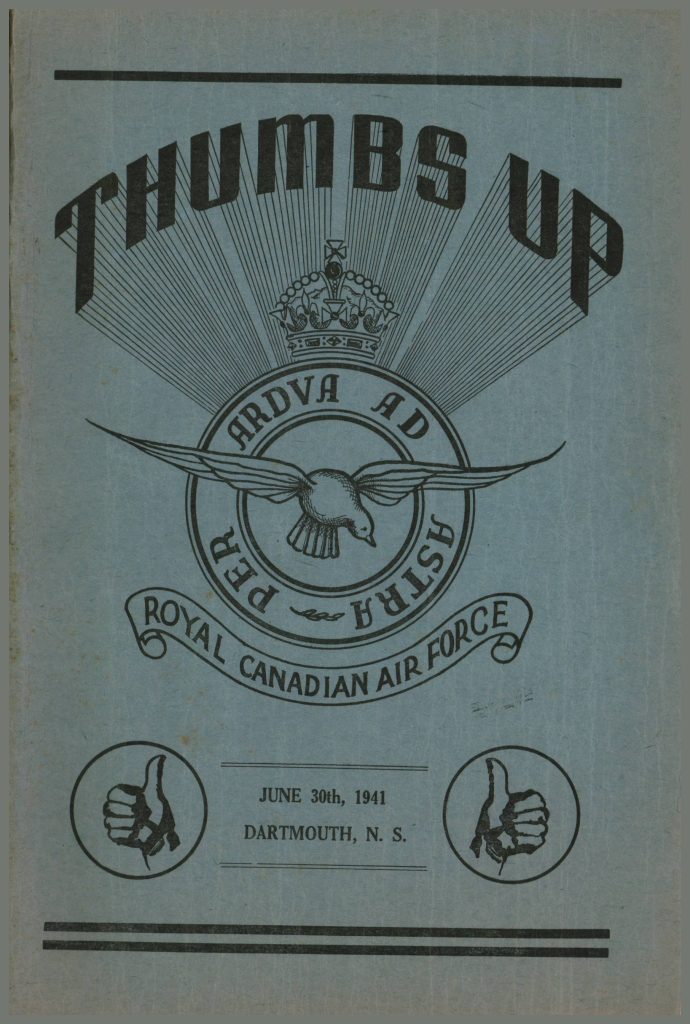 THUMBS UP
PER ARDVA AD ASTRA
ROYAL CANADIAN AIR FORCE
JUNE 30th, 1941
DARTMOUTH, N. S.